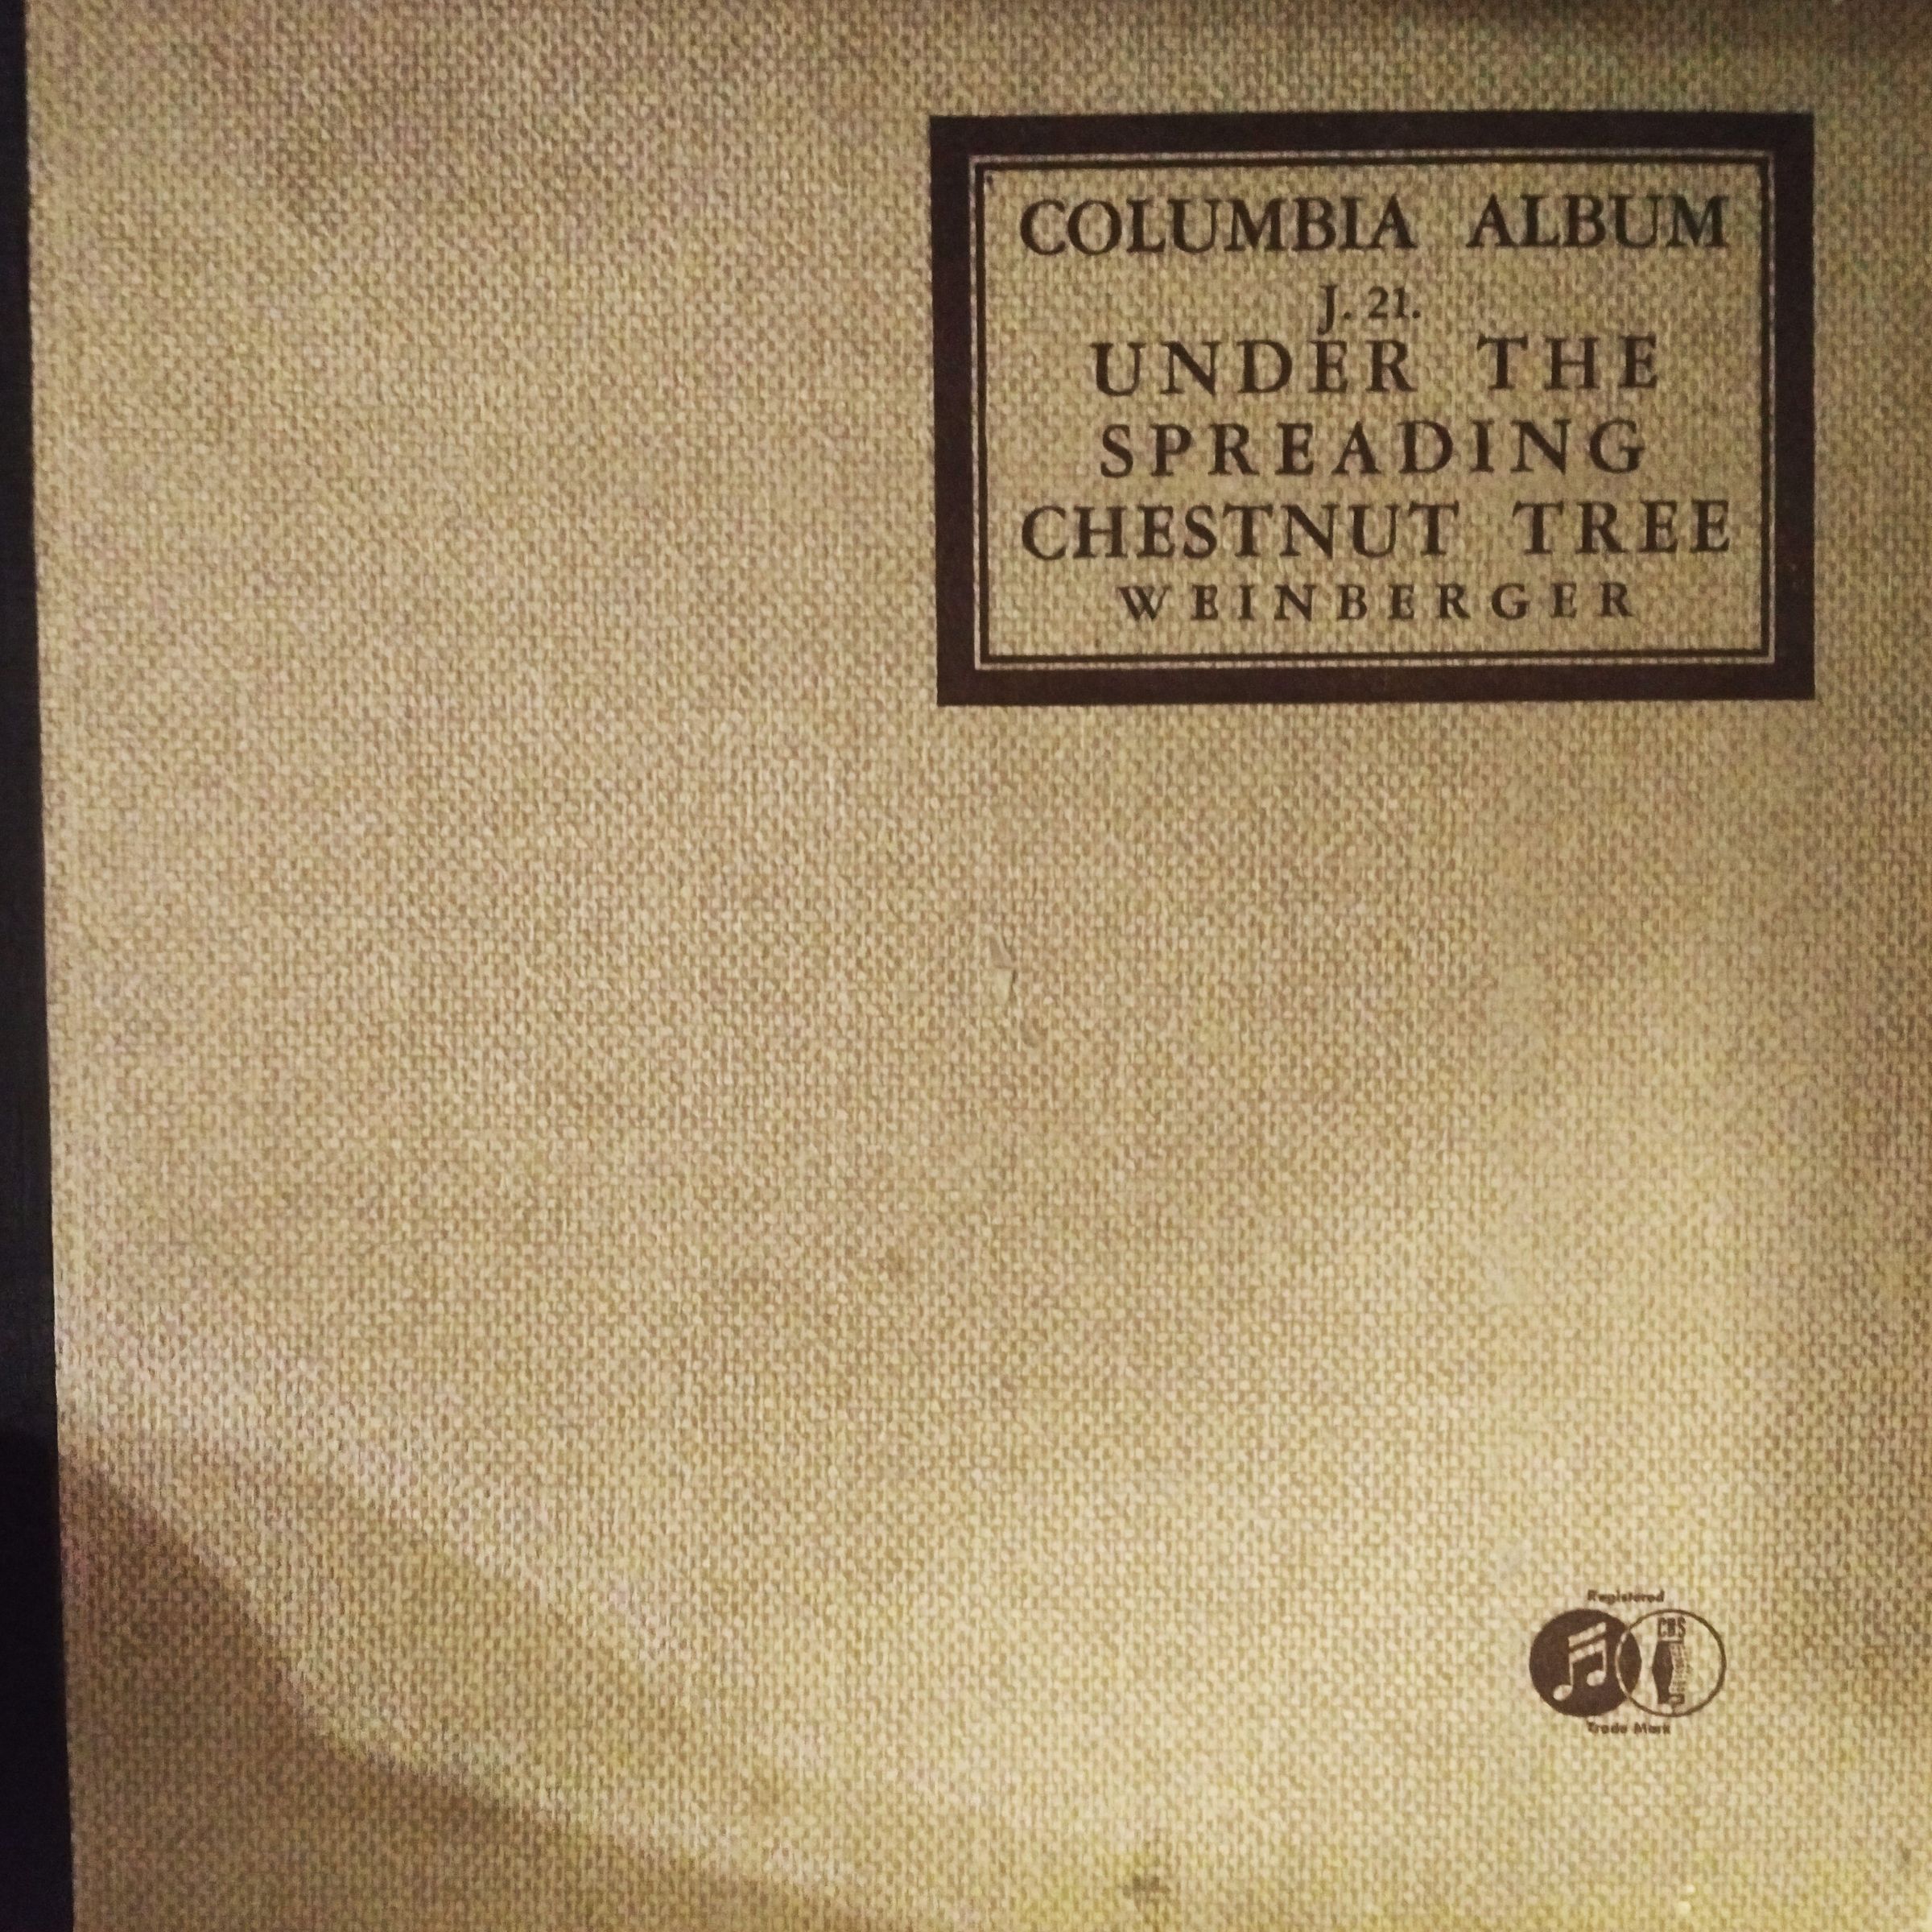 COLUMBIA ALBUM
J. 21.
UNDER THE
SPREADING
CHESTNUT TREE
WEINBERGER
Registered
CBS
Trade Mark